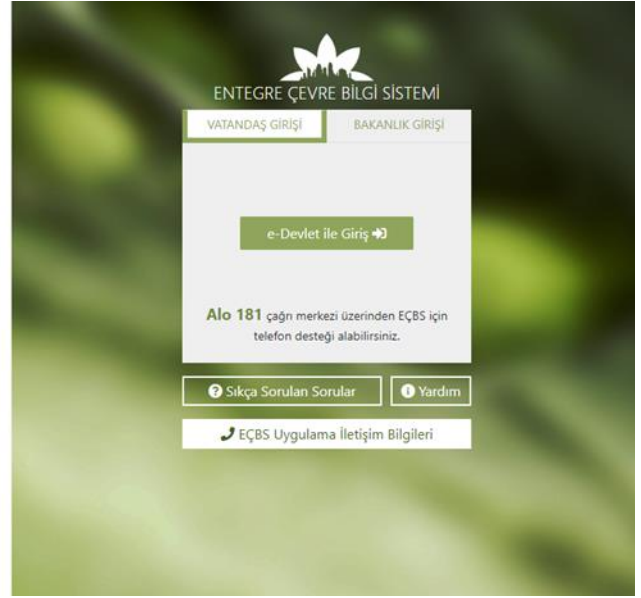 ENTEGRE ÇEVRE BİLGİ SİSTEMİ
VATANDAŞ GİRİŞİ
BAKANLIK GİRİŞİ
e-Devlet ile Giriş
Alo 181 çağrı merkezi üzerinden EÇBS için
telefon desteği alabilirsiniz.
Sıkça Sorulan Sorular
Yardım
EÇBS Uygulama İletişim Bilgileri